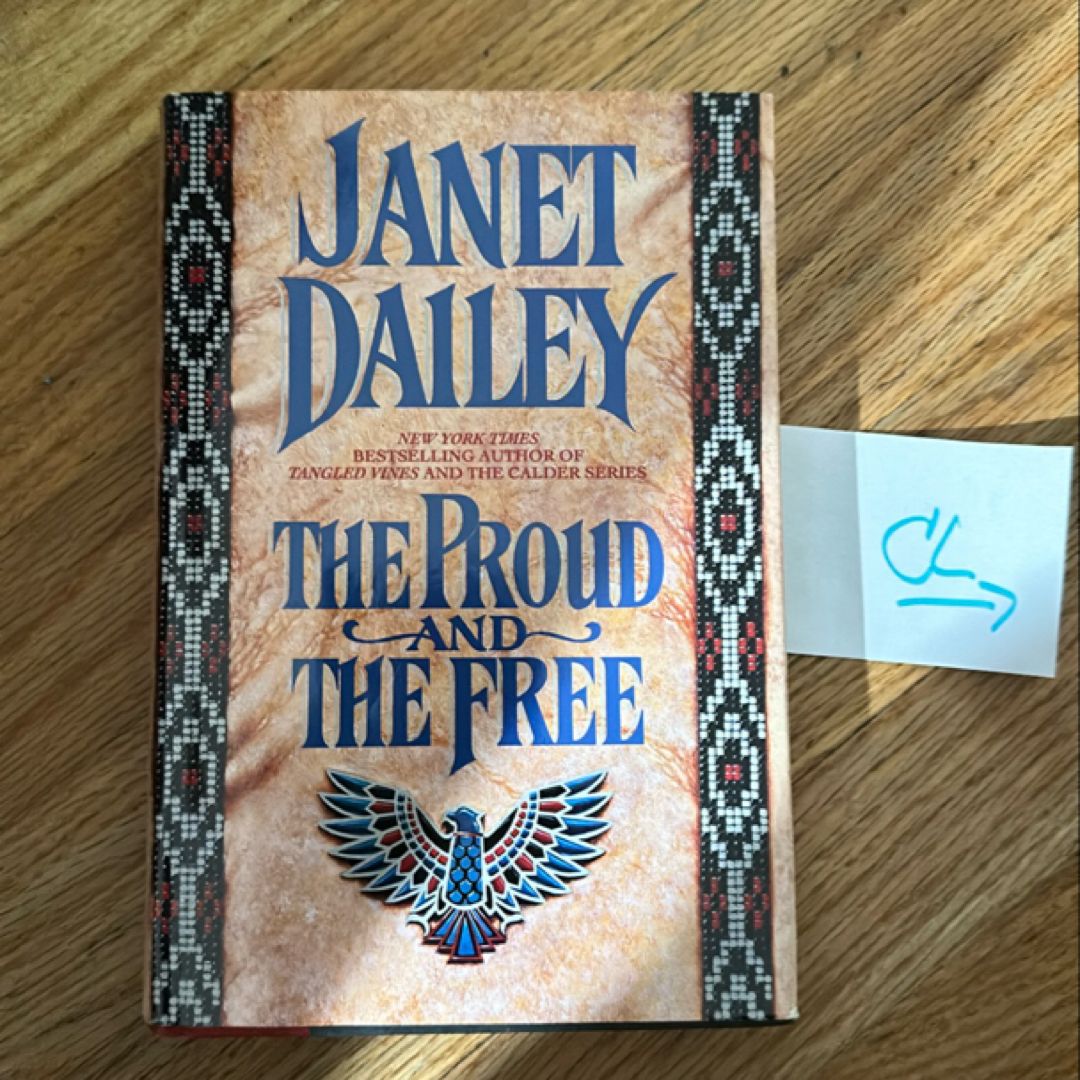 JANET
DAILEY
NEW YORK TIMES
BESTSELLING AUTHOR OF
TANGLED VINES AND THE CALDER SERIES
THE PROUD
AND
THE FREE
CL